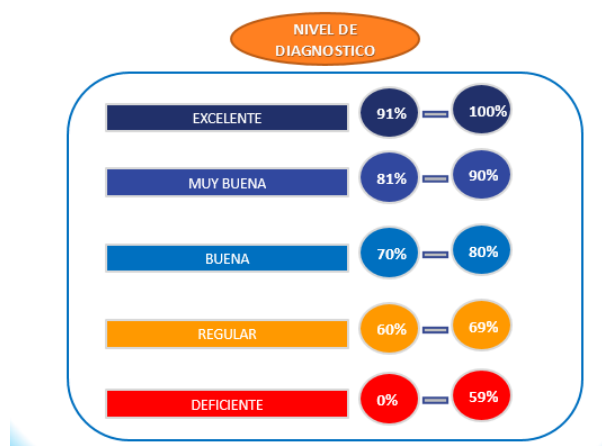 NIVEL DE
DIAGNOSTICO
EXCELENTE 91% 100%
MUY BUENA 81% 90%
BUENA 70% 80%
REGULAR 60% 69%
DEFICIENTE 0% 59%